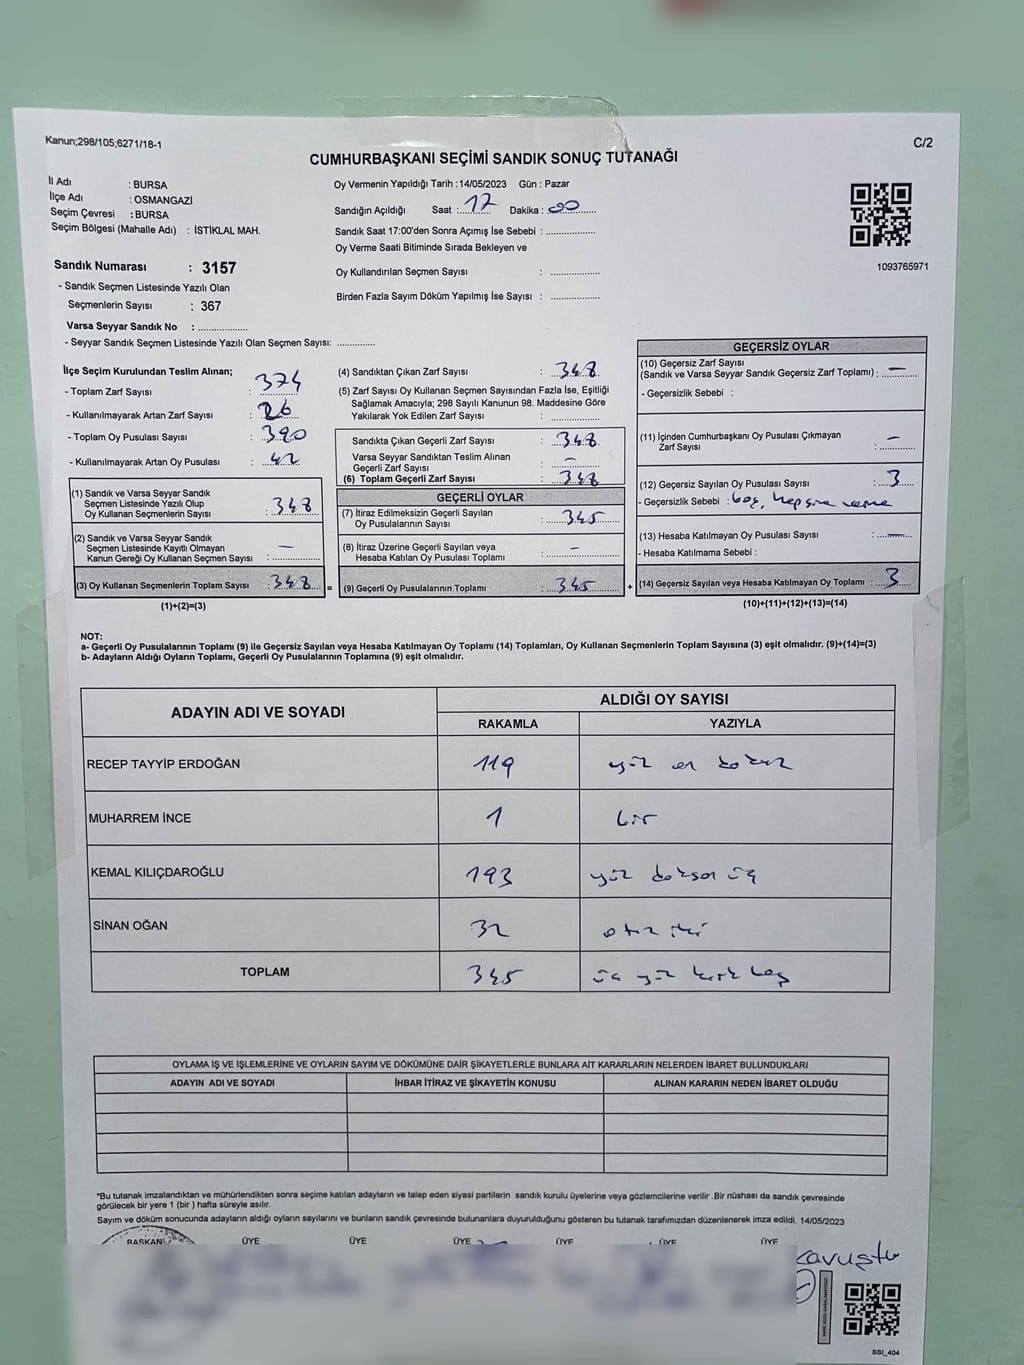 Kanun;298/105;6271/18-1
C/2
CUMHURBAŞKANI SEÇİMİ SANDIK SONUÇ TUTANAĞI
İl Adı : BURSA
İlçe Adı : OSMANGAZİ
Seçim Çevresi : BURSA
Seçim Bölgesi (Mahalle Adı) : İSTİKLAL MAH.
Oy Vermenin Yapıldığı Tarih :14/05/2023 Gün : Pazar
Sandığın Açıldığı Saat : 17 Dakika : 00
Sandık Saat 17:00'den Sonra Açımış İse Sebebi :
Oy Verme Saati Bitiminde Sırada Bekleyen ve
Oy Kullandırılan Seçmen Sayısı :
Birden Fazla Sayım Döküm Yapılmış İse Sayısı :
1093765971
Sandık Numarası : 3157
- Sandık Seçmen Listesinde Yazılı Olan
Seçmenlerin Sayısı : 367
Varsa Seyyar Sandık No :
- Seyyar Sandık Seçmen Listesinde Yazılı Olan Seçmen Sayısı:
İlçe Seçim Kurulundan Teslim Alınan;
- Toplam Zarf Sayısı : 374
- Kullanılmayarak Artan Zarf Sayısı : 26
- Toplam Oy Pusulası Sayısı : 390
- Kullanılmayarak Artan Oy Pusulası : 42
(1) Sandık ve Varsa Seyyar Sandık
Seçmen Listesinde Yazılı Olup
Oy Kullanan Seçmenlerin Sayısı : 348
(2) Sandık ve Varsa Seyyar Sandık
Seçmen Listesinde Kayıtlı Olmayan
Kanun Gereği Oy Kullanan Seçmen Sayısı : —
(3) Oy Kullanan Seçmenlerin Toplam Sayısı : 348 =
(1)+(2)=(3)
(4) Sandıktan Çıkan Zarf Sayısı : 348
(5) Zarf Sayısı Oy Kullanan Seçmen Sayısından Fazla İse, Eşitliği
Sağlamak Amacıyla; 298 Sayılı Kanunun 98. Maddesine Göre
Yakılarak Yok Edilen Zarf Sayısı :
Sandıkta Çıkan Geçerli Zarf Sayısı : 348
Varsa Seyyar Sandıktan Teslim Alınan
Geçerli Zarf Sayısı : —
(6) Toplam Geçerli Zarf Sayısı : 348
GEÇERLİ OYLAR
(7) İtiraz Edilmeksizin Geçerli Sayılan
Oy Pusulalarının Sayısı : 345
(8) İtiraz Üzerine Geçerli Sayılan veya
Hesaba Katılan Oy Pusulası Toplamı : —
(9) Geçerli Oy Pusulalarının Toplamı : 345 +
GEÇERSİZ OYLAR
(10) Geçersiz Zarf Sayısı
(Sandık ve Varsa Seyyar Sandık Geçersiz Zarf Toplamı) : —
- Geçersizlik Sebebi :
(11) İçinden Cumhurbaşkanı Oy Pusulası Çıkmayan
Zarf Sayısı : —
(12) Geçersiz Sayılan Oy Pusulası Sayısı : 3
- Geçersizlik Sebebi : boş, hepsine verme
(13) Hesaba Katılmayan Oy Pusulası Sayısı : —
- Hesaba Katılmama Sebebi :
(14) Geçersiz Sayılan veya Hesaba Katılmayan Oy Toplamı : 3
(10)+(11)+(12)+(13)=(14)
NOT:
a- Geçerli Oy Pusulalarının Toplamı (9) ile Geçersiz Sayılan veya Hesaba Katılmayan Oy Toplamı (14) Toplamları, Oy Kullanan Seçmenlerin Toplam Sayısına (3) eşit olmalıdır. (9)+(14)=(3)
b- Adayların Aldığı Oyların Toplamı, Geçerli Oy Pusulalarının Toplamına (9) eşit olmalıdır.
ADAYIN ADI VE SOYADI
ALDIĞI OY SAYISI
RAKAMLA YAZIYLA
RECEP TAYYİP ERDOĞAN 119 yüz on dokuz
MUHARREM İNCE 1 bir
KEMAL KILIÇDAROĞLU 193 yüz doksan üç
SİNAN OĞAN 32 otuz iki
TOPLAM 345 üç yüz kırk beş
OYLAMA İŞ VE İŞLEMLERİNE VE OYLARIN SAYIM VE DÖKÜMÜNE DAİR ŞİKAYETLERLE BUNLARA AİT KARARLARIN NELERDEN İBARET BULUNDUKLARI
ADAYIN ADI VE SOYADI İHBAR İTİRAZ VE ŞİKAYETİN KONUSU ALINAN KARARIN NEDEN İBARET OLDUĞU
*Bu tutanak imzalandıktan ve mühürlendikten sonra seçime katılan adayların ve talep eden siyasi partilerin sandık kurulu üyelerine veya gözlemcilerine verilir .Bir nüshası da sandık çevresinde
görülecek bir yere 1 (bir ) hafta süreyle asılır.
Sayım ve döküm sonucunda adayların aldığı oyların sayılarını ve bunların sandık çevresinde bulunanlara duyurulduğunu gösteren bu tutanak tarafımızdan düzenlenerek imza edildi. 14/05/2023
BAŞKAN ÜYE ÜYE ÜYE ÜYE ÜYE ÜYE
SSI_404